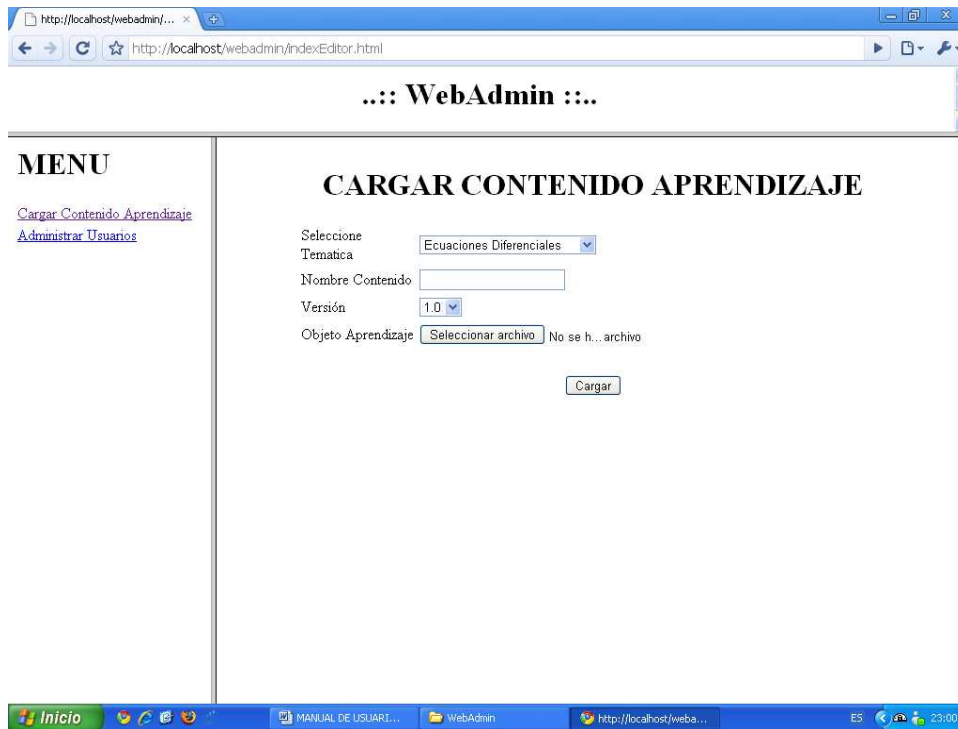 http://localhost/webadmin/...
http://localhost/webadmin/indexEditor.html
..:: WebAdmin ::..
MENU
Cargar Contenido Aprendizaje
Administrar Usuarios
CARGAR CONTENIDO APRENDIZAJE
Seleccione
Tematica
Ecuaciones Diferenciales
Nombre Contenido
Versión
1.0
Objeto Aprendizaje
Seleccionar archivo
No se h... archivo
Cargar
Inicio
MANUAL DE USUARI...
WebAdmin
http://localhost/weba...
ES
23:00